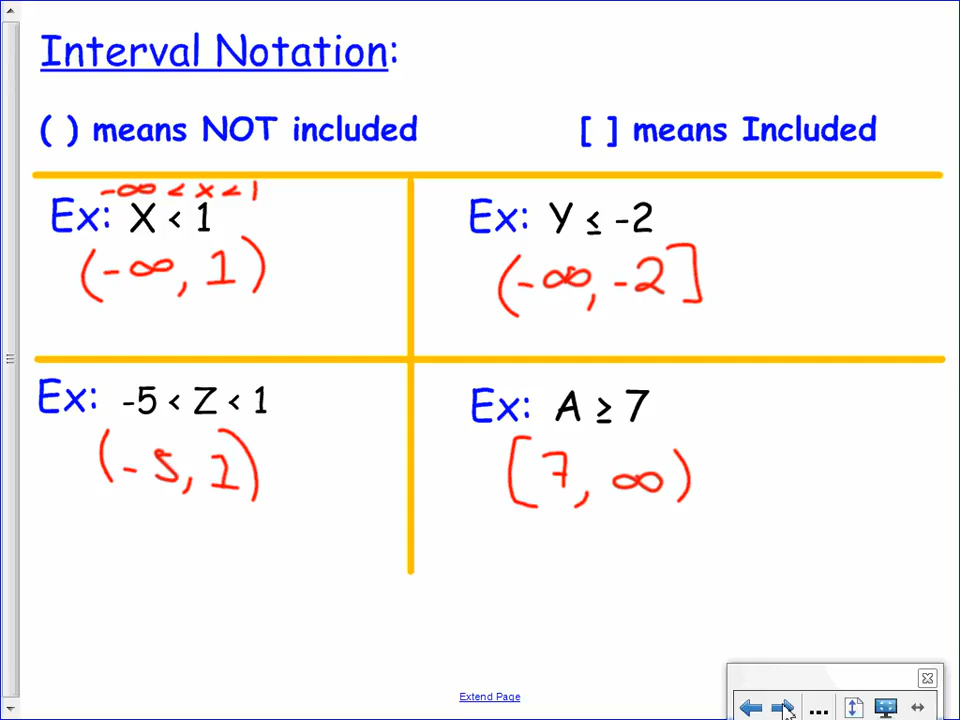 Interval Notation:
( ) means NOT included
[ ] means Included
-∞ < x < 1
Ex: X < 1
(-∞, 1)
Ex: Y ≤ -2
(-∞, -2]
Ex: -5 < Z < 1
(-5, 1)
Ex: A ≥ 7
[7, ∞)
Extend Page